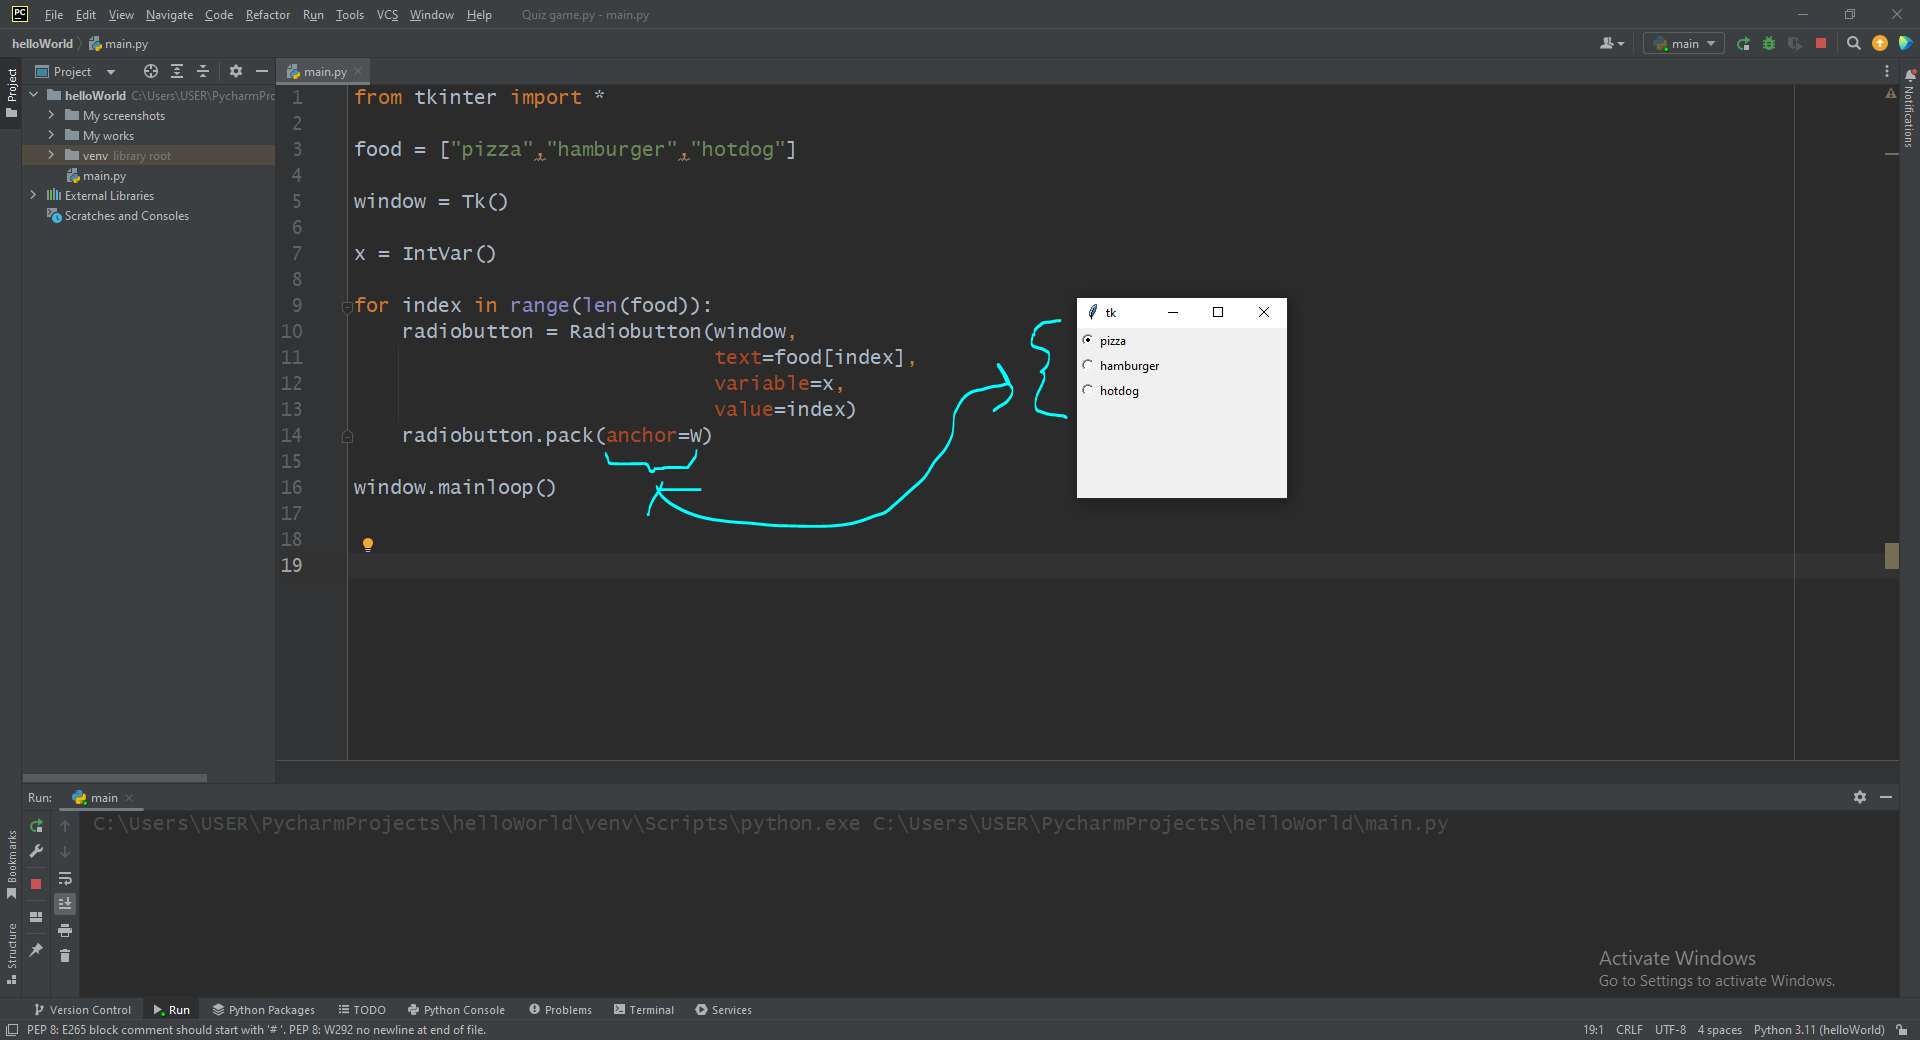 PC File Edit View Navigate Code Refactor Run Tools VCS Window Help Quiz game.py - main.py
helloWorld main.py main
Project main.py
Project
helloWorld C:\Users\USER\PycharmPro
My screenshots
My works
venv library root
main.py
External Libraries
Scratches and Consoles
1 from tkinter import *
2
3 food = ["pizza","hamburger","hotdog"]
4
5 window = Tk()
6
7 x = IntVar()
8
9 for index in range(len(food)):
10 radiobutton = Radiobutton(window,
11 text=food[index],
12 variable=x,
13 value=index)
14 radiobutton.pack(anchor=W)
15
16 window.mainloop()
17
18
19
tk
pizza
hamburger
hotdog
Notifications
Run: main
C:\Users\USER\PycharmProjects\helloWorld\venv\Scripts\python.exe C:\Users\USER\PycharmProjects\helloWorld\main.py
Bookmarks
Structure
Activate Windows
Go to Settings to activate Windows.
Version Control Run Python Packages TODO Python Console Problems Terminal Services
PEP 8: E265 block comment should start with '# '. PEP 8: W292 no newline at end of file. 19:1 CRLF UTF-8 4 spaces Python 3.11 (helloWorld)